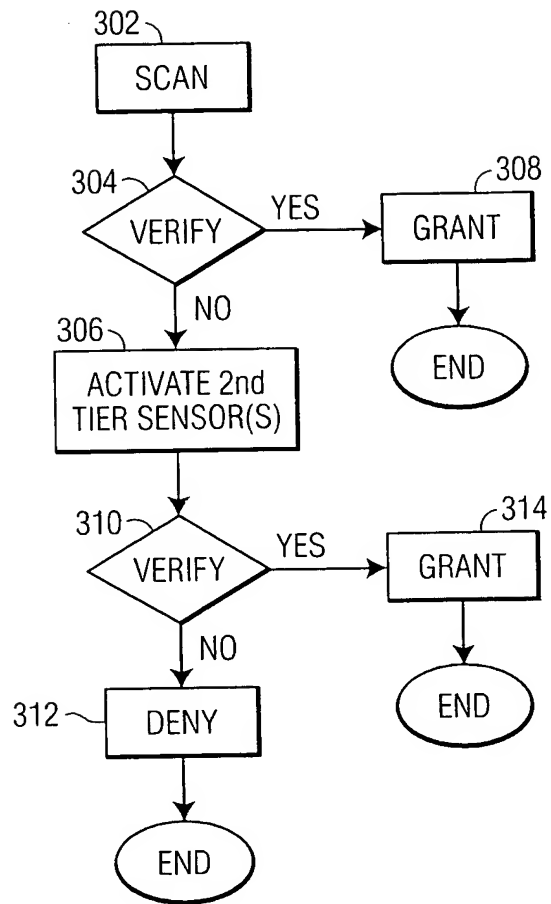 302
SCAN
304
VERIFY
YES
308
GRANT
END
NO
306
ACTIVATE 2nd
TIER SENSOR(S)
310
VERIFY
YES
314
GRANT
END
NO
312
DENY
END